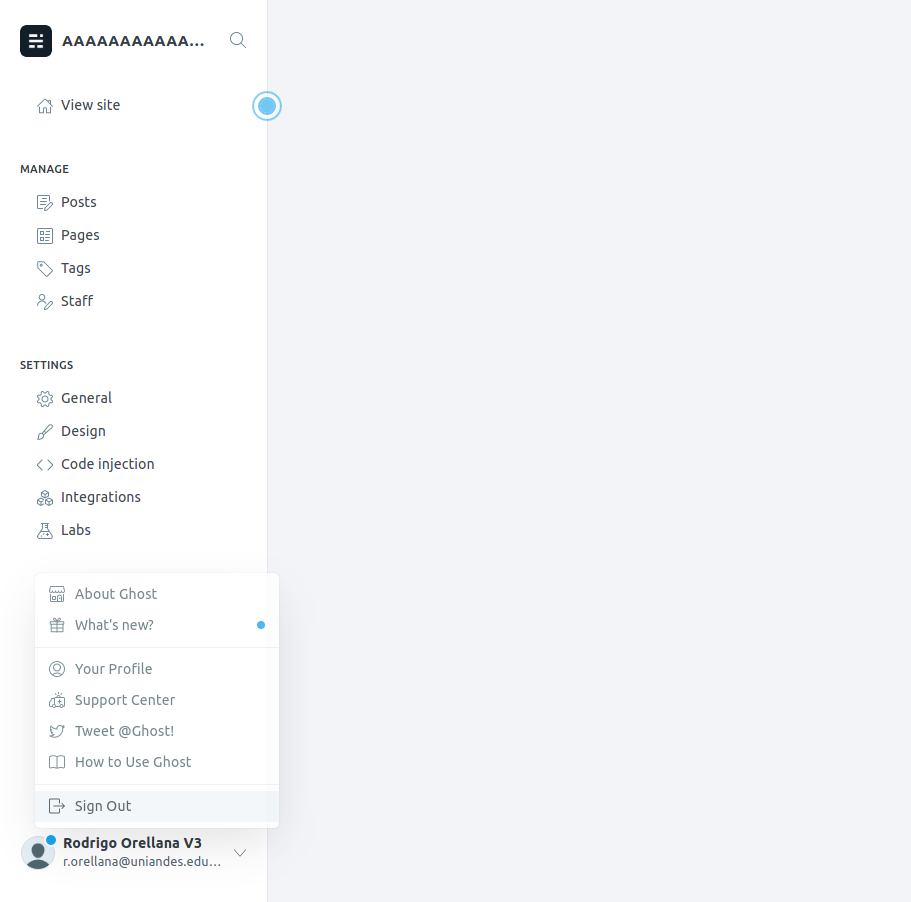 AAAAAAAAAAA...
View site
MANAGE
Posts
Pages
Tags
Staff
SETTINGS
General
Design
Code injection
Integrations
Labs
About Ghost
What's new?
Your Profile
Support Center
Tweet @Ghost!
How to Use Ghost
Sign Out
Rodrigo Orellana V3
r.orellana@uniandes.edu...